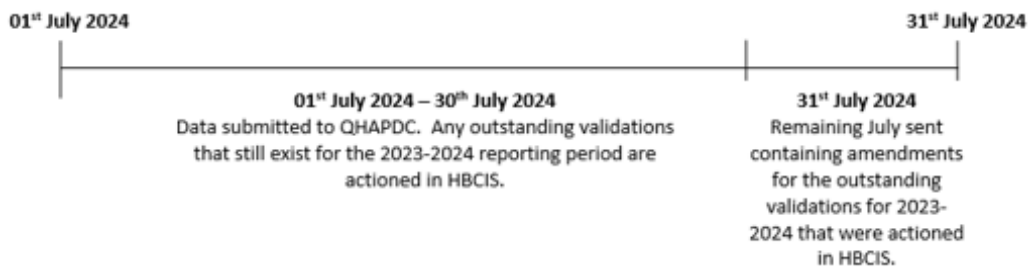 01st July 2024
31st July 2024
01st July 2024 – 30th July 2024
Data submitted to QHAPDC. Any outstanding validations
that still exist for the 2023-2024 reporting period are
actioned in HBCIS.
31st July 2024
Remaining July sent
containing amendments
for the outstanding
validations for 2023-
2024 that were actioned
in HBCIS.